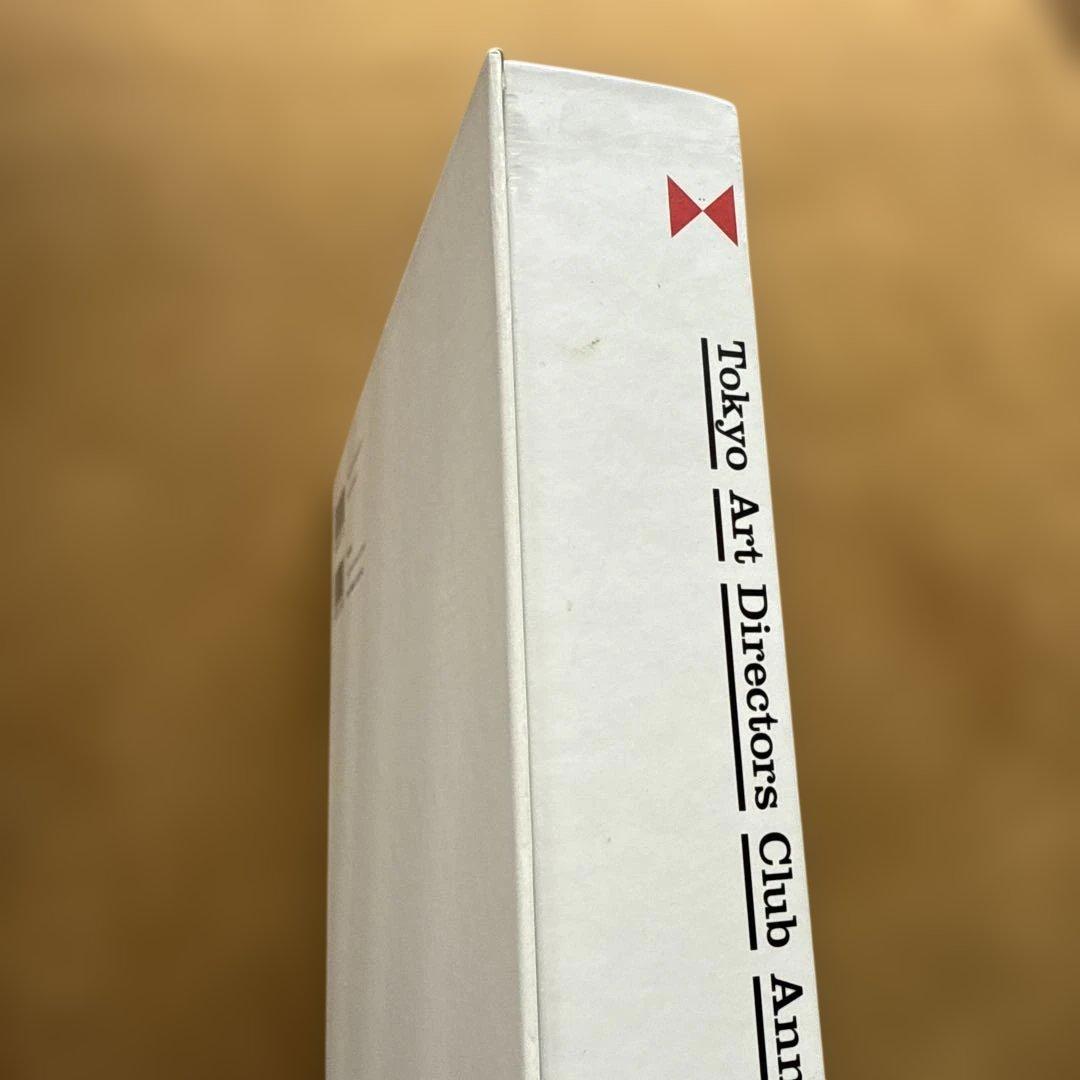 Tokyo Art Directors Club Ann